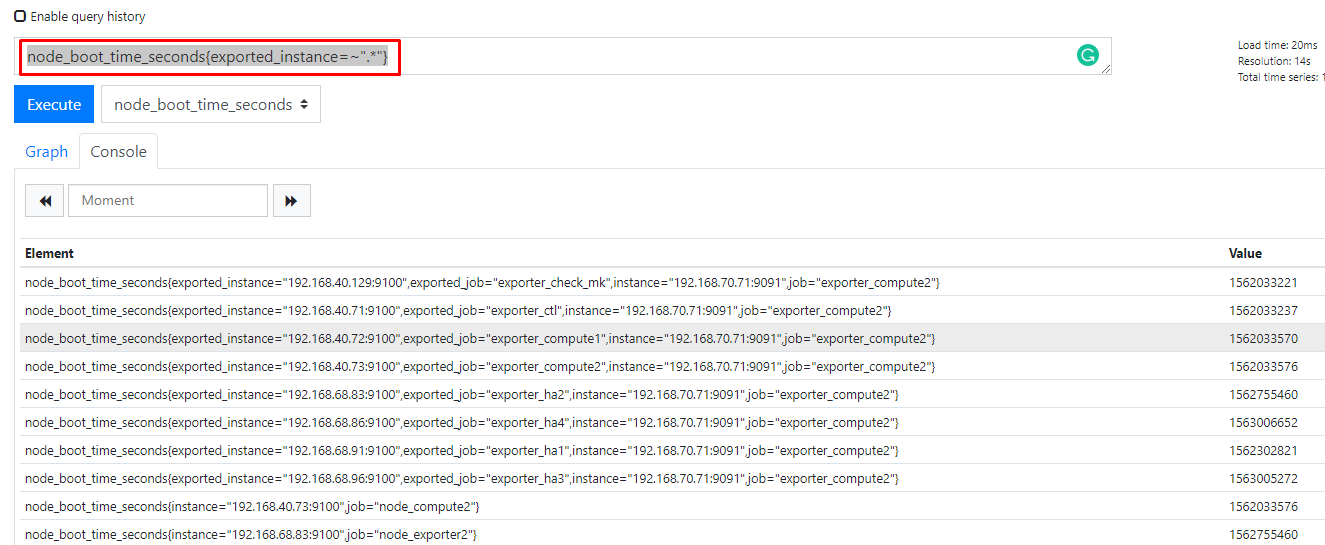 Enable query history
node_boot_time_seconds{exported_instance=~".*"}
Load time: 20ms
Resolution: 14s
Total time series: 1
Execute
node_boot_time_seconds
Graph
Console
Moment
Element Value
node_boot_time_seconds{exported_instance="192.168.40.129:9100",exported_job="exporter_check_mk",instance="192.168.70.71:9091",job="exporter_compute2"} 1562033221
node_boot_time_seconds{exported_instance="192.168.40.71:9100",exported_job="exporter_ctl",instance="192.168.70.71:9091",job="exporter_compute2"} 1562033237
node_boot_time_seconds{exported_instance="192.168.40.72:9100",exported_job="exporter_compute1",instance="192.168.70.71:9091",job="exporter_compute2"} 1562033570
node_boot_time_seconds{exported_instance="192.168.40.73:9100",exported_job="exporter_compute2",instance="192.168.70.71:9091",job="exporter_compute2"} 1562033576
node_boot_time_seconds{exported_instance="192.168.68.83:9100",exported_job="exporter_ha2",instance="192.168.70.71:9091",job="exporter_compute2"} 1562755460
node_boot_time_seconds{exported_instance="192.168.68.86:9100",exported_job="exporter_ha4",instance="192.168.70.71:9091",job="exporter_compute2"} 1563006652
node_boot_time_seconds{exported_instance="192.168.68.91:9100",exported_job="exporter_ha1",instance="192.168.70.71:9091",job="exporter_compute2"} 1562302821
node_boot_time_seconds{exported_instance="192.168.68.96:9100",exported_job="exporter_ha3",instance="192.168.70.71:9091",job="exporter_compute2"} 1563005272
node_boot_time_seconds{instance="192.168.40.73:9100",job="node_compute2"} 1562033576
node_boot_time_seconds{instance="192.168.68.83:9100",job="node_exporter2"} 1562755460